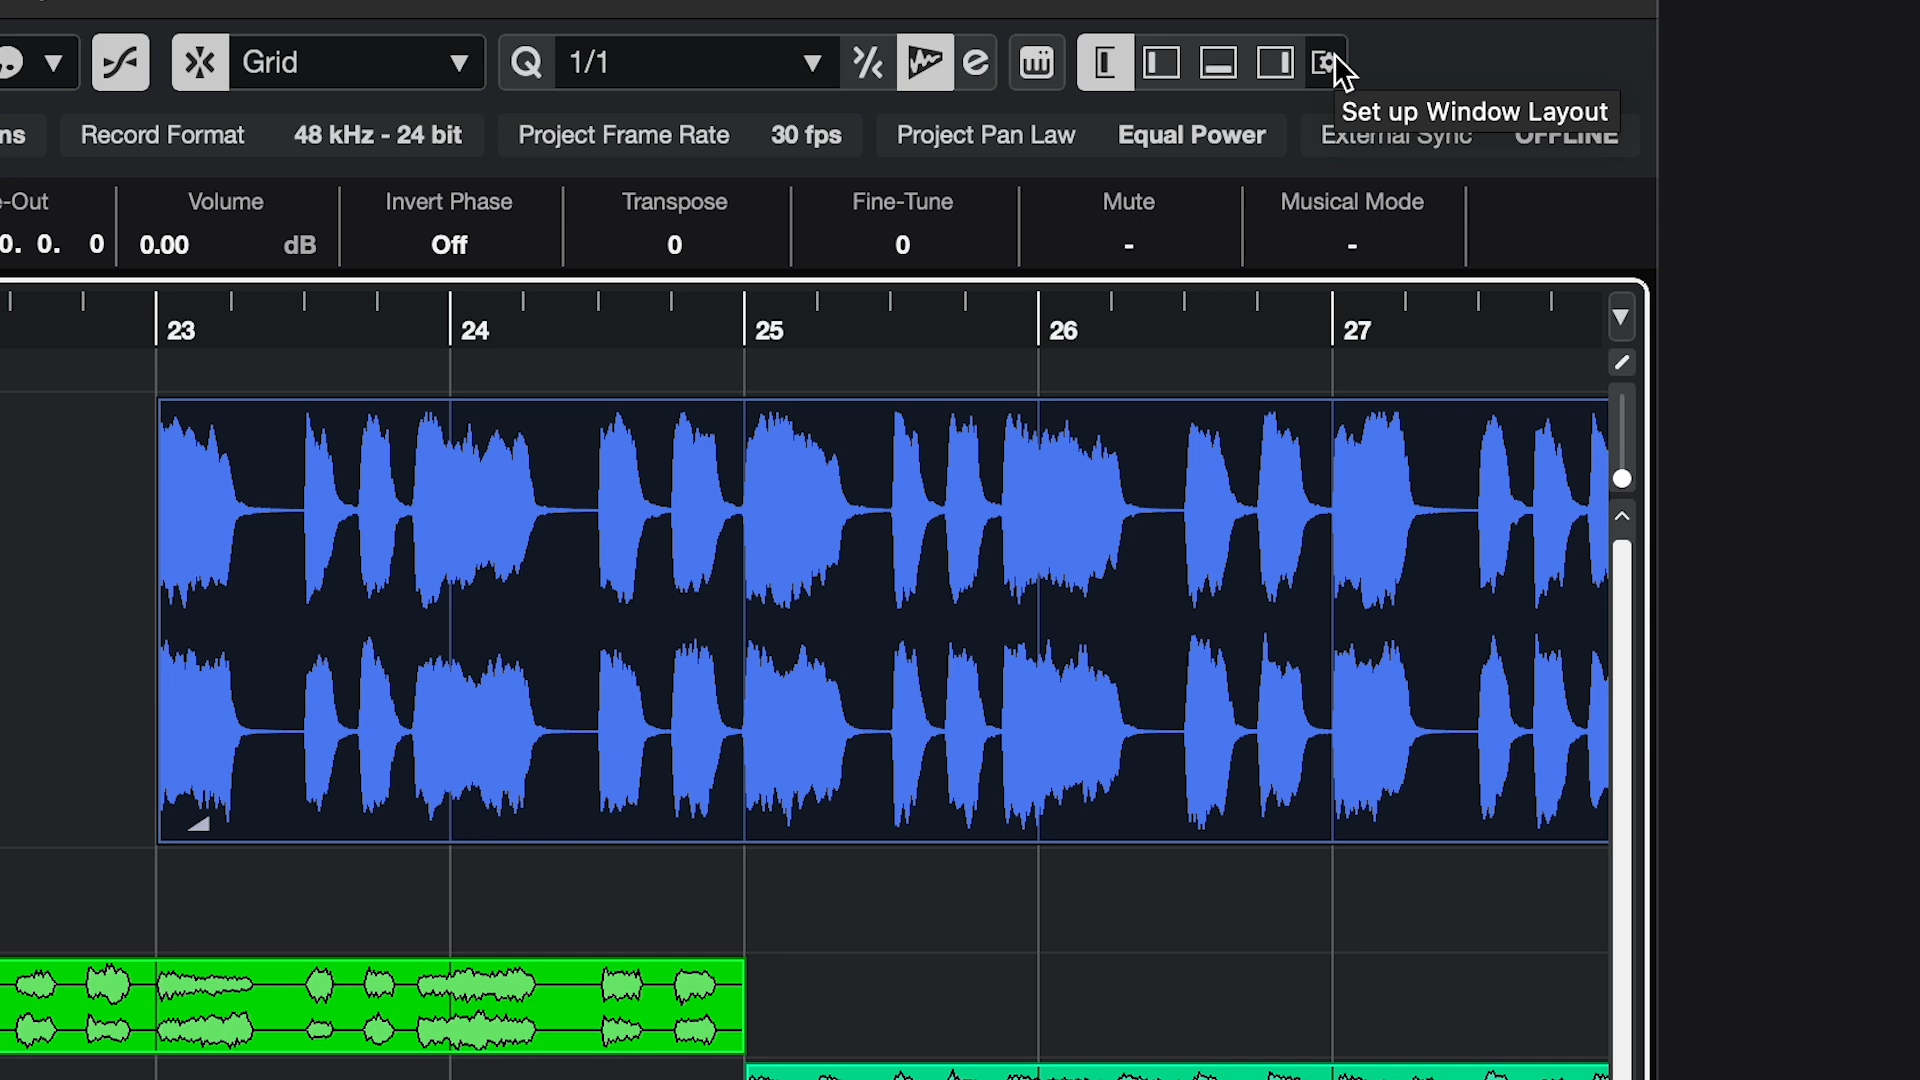 Grid
Q
1/1
e
Set up Window Layout
ns
Record Format
48 kHz - 24 bit
Project Frame Rate
30 fps
Project Pan Law
Equal Power
External Sync
OFFLINE
-Out
Volume
Invert Phase
Transpose
Fine-Tune
Mute
Musical Mode
0. 0. 0
0.00
dB
Off
0
0
-
-
23
24
25
26
27